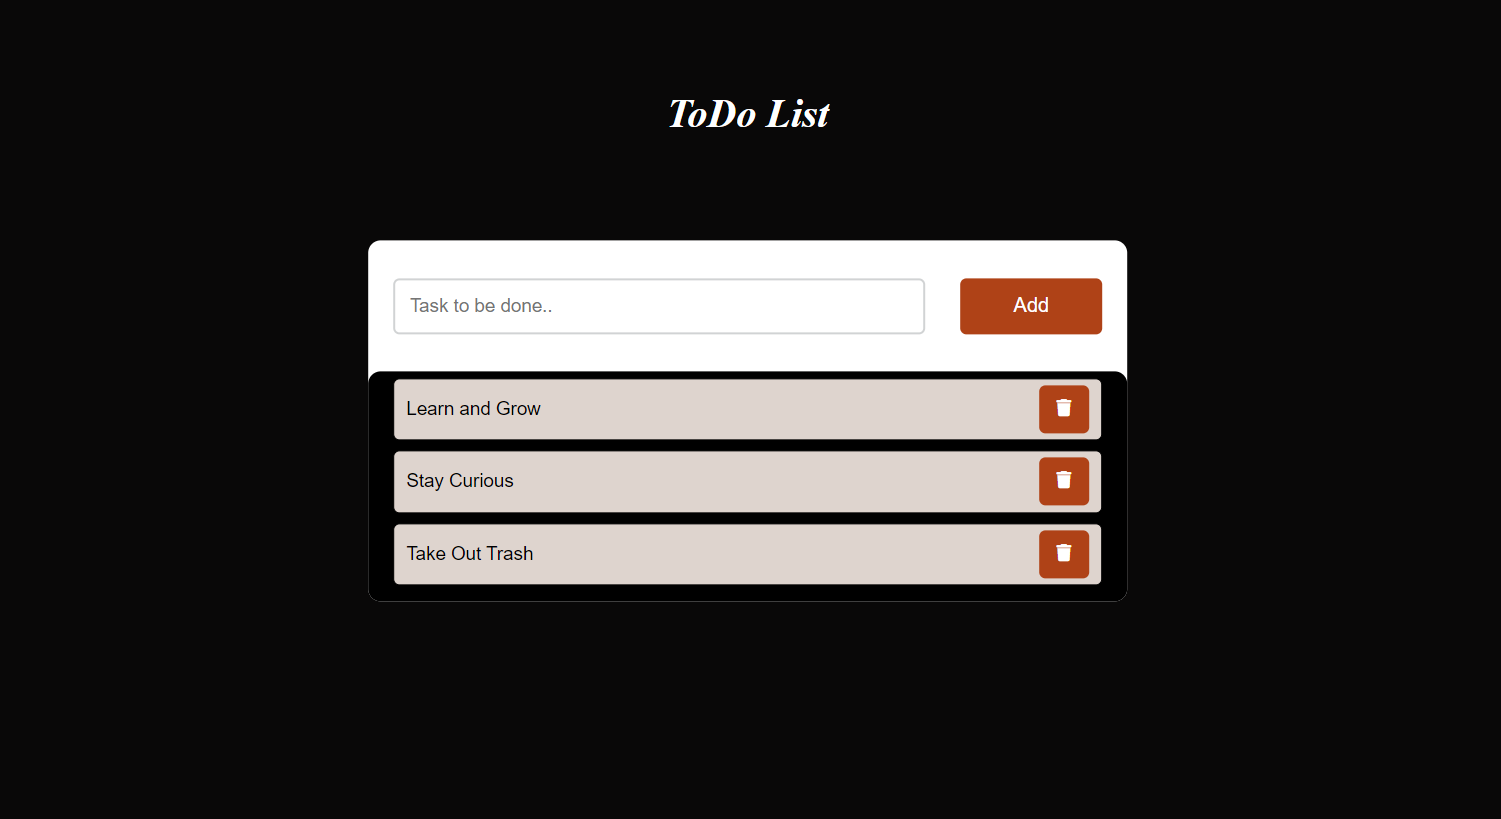 ToDo List
Task to be done..
Add
Learn and Grow
Stay Curious
Take Out Trash